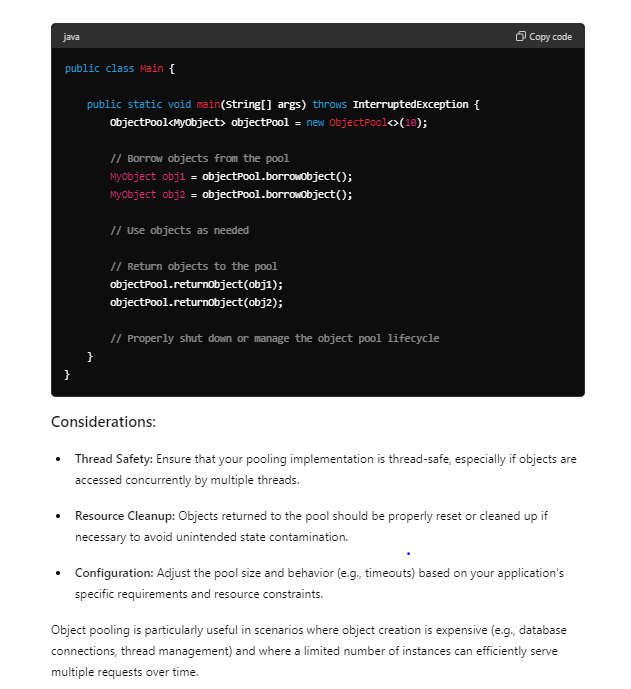 java
Copy code
public class Main {
public static void main(String[] args) throws InterruptedException {
ObjectPool<MyObject> objectPool = new ObjectPool<>(10);
// Borrow objects from the pool
MyObject obj1 = objectPool.borrowObject();
MyObject obj2 = objectPool.borrowObject();
// Use objects as needed
// Return objects to the pool
objectPool.returnObject(obj1);
objectPool.returnObject(obj2);
// Properly shut down or manage the object pool lifecycle
}
}
Considerations:
• Thread Safety: Ensure that your pooling implementation is thread-safe, especially if objects are
accessed concurrently by multiple threads.
• Resource Cleanup: Objects returned to the pool should be properly reset or cleaned up if
necessary to avoid unintended state contamination.
• Configuration: Adjust the pool size and behavior (e.g., timeouts) based on your application's
specific requirements and resource constraints.
Object pooling is particularly useful in scenarios where object creation is expensive (e.g., database
connections, thread management) and where a limited number of instances can efficiently serve
multiple requests over time.